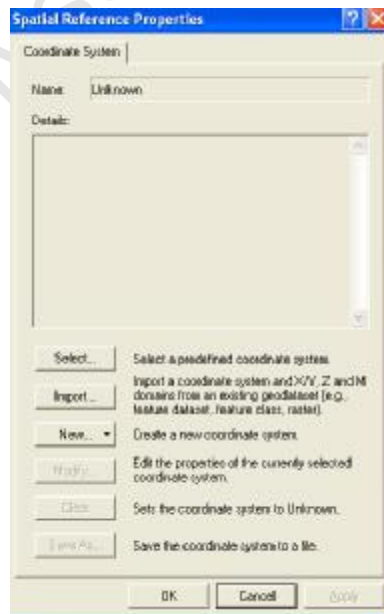 Spatial Reference Properties
Coordinate System
Name: Unknown
Details:
Select... Select a predefined coordinate system.
Import a coordinate system and X/Y, Z and M
Import... domains from an existing geodataset (e.g.,
feature dataset, feature class, raster).
New... Create a new coordinate system.
Modify... Edit the properties of the currently selected
coordinate system.
Clear Sets the coordinate system to Unknown.
Save As... Save the coordinate system to a file.
OK Cancel Apply